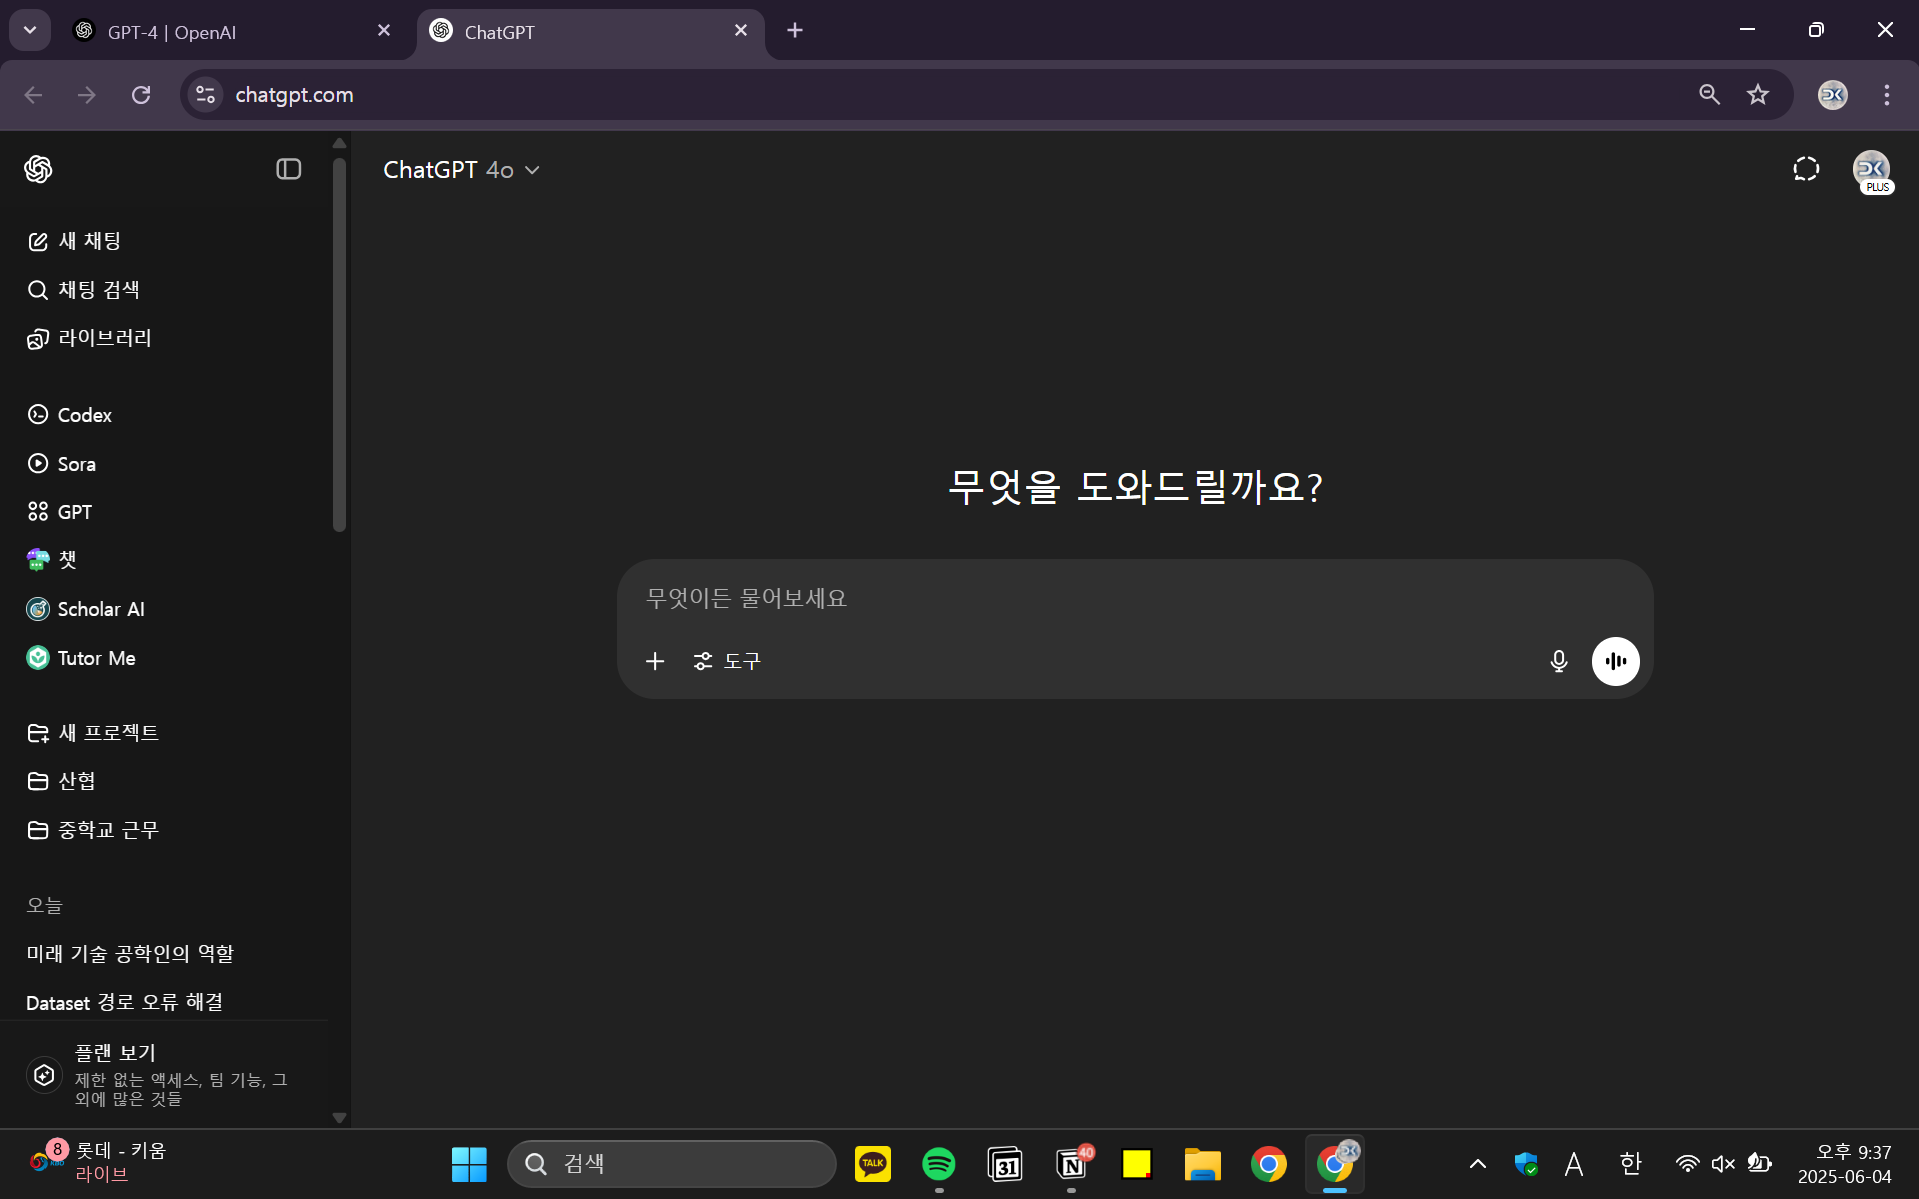 GPT-4 | OpenAI
ChatGPT
chatgpt.com
ChatGPT 4o
PLUS
새 채팅
채팅 검색
라이브러리
Codex
Sora
GPT
챗
Scholar AI
Tutor Me
새 프로젝트
산협
중학교 근무
오늘
미래 기술 공학인의 역할
Dataset 경로 오류 해결
플랜 보기
제한 없는 액세스, 팀 기능, 그
외에 많은 것들
무엇을 도와드릴까요?
무엇이든 물어보세요
도구
8
롯데 - 키움
라이브
검색
TALK
31
N
40
A
한
오후 9:37
2025-06-04